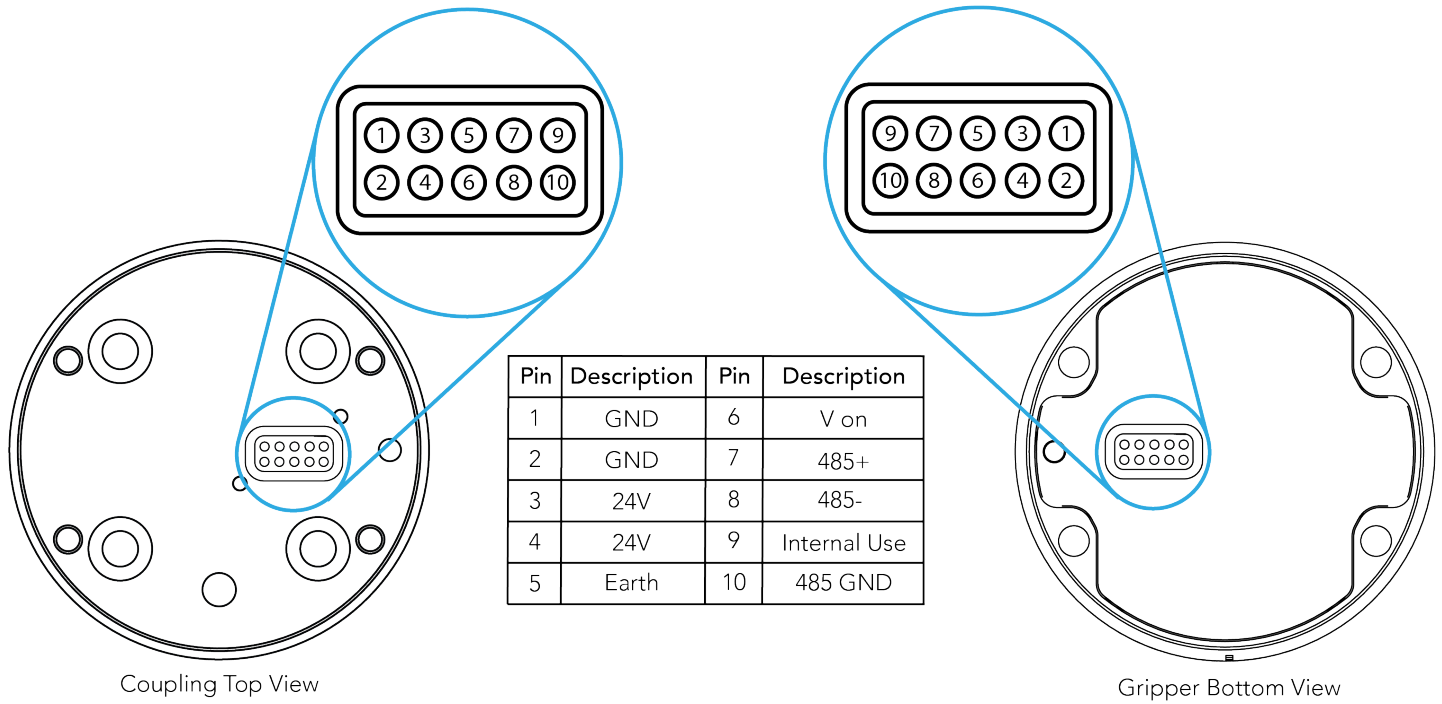 1 3 5 7 9
2 4 6 8 10
9 7 5 3 1
10 8 6 4 2
Pin Description Pin Description
1 GND 6 V on
2 GND 7 485+
3 24V 8 485-
4 24V 9 Internal Use
5 Earth 10 485 GND
Coupling Top View
Gripper Bottom View